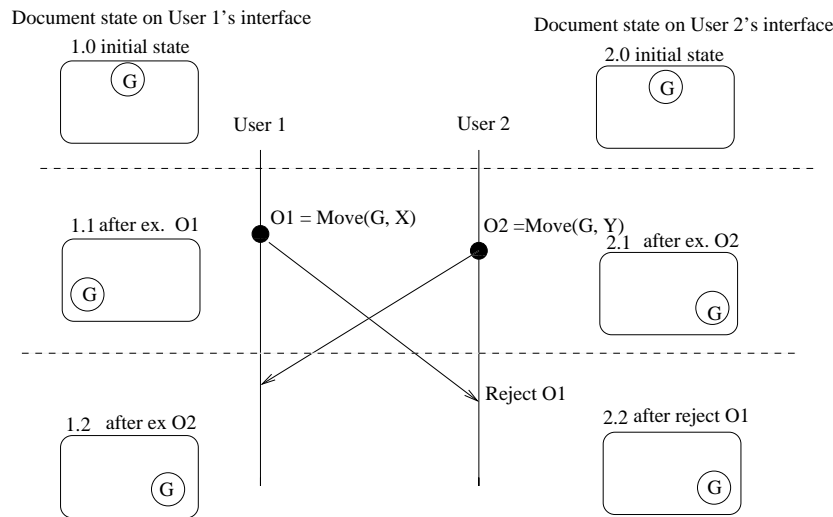 Document state on User 1's interface
Document state on User 2's interface
1.0 initial state
2.0 initial state
G
G
User 1
User 2
1.1 after ex. O1
O1 = Move(G, X)
O2 =Move(G, Y)
2.1 after ex. O2
G
G
Reject O1
1.2 after ex O2
2.2 after reject O1
G
G